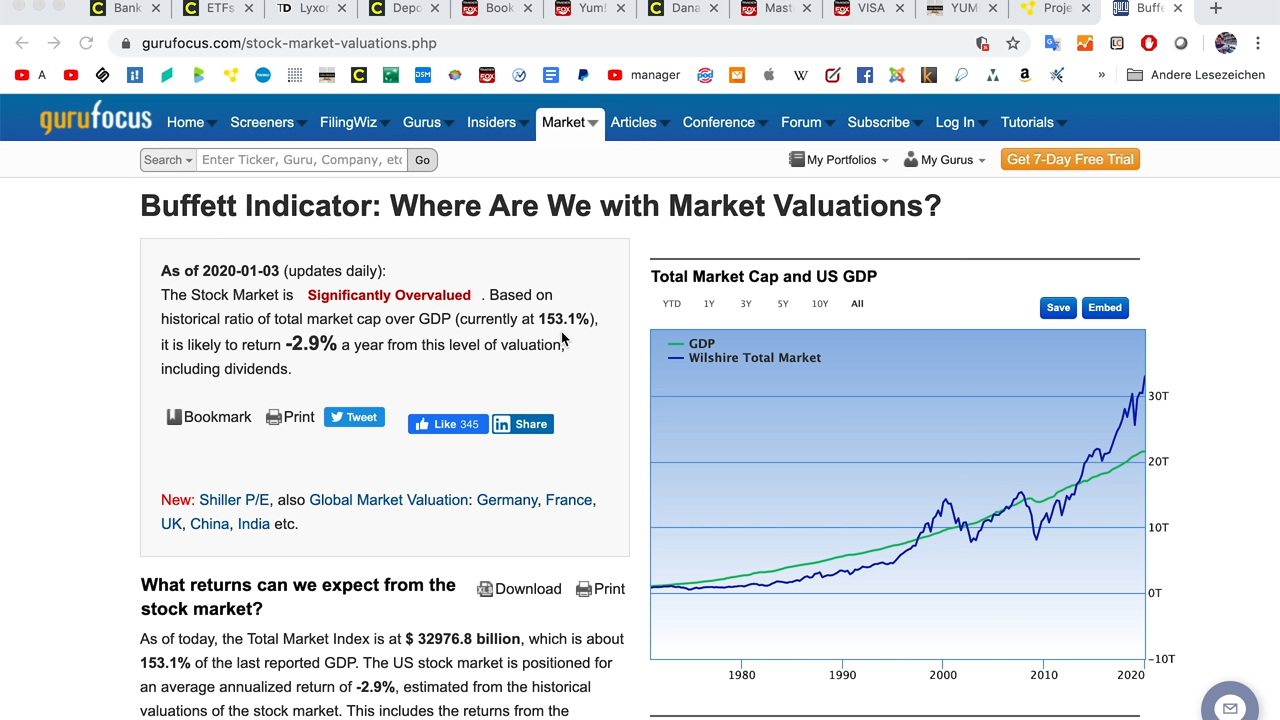 Bank
ETFs
TD Lyxor
Depo
Book
Yum!
Dana
Mast
VISA
YUM
Proje
Buffe
gurufocus.com/stock-market-valuations.php
A
manager
W
DSM
k
a
»
Andere Lesezeichen
gurufocus
Home
Screeners
FilingWiz
Gurus
Insiders
Market
Articles
Conference
Forum
Subscribe
Log In
Tutorials
Search
Enter Ticker, Guru, Company, etc
Go
My Portfolios
My Gurus
Get 7-Day Free Trial
Buffett Indicator: Where Are We with Market Valuations?
As of 2020-01-03 (updates daily):
The Stock Market is Significantly Overvalued . Based on
historical ratio of total market cap over GDP (currently at 153.1%),
it is likely to return -2.9% a year from this level of valuation,
including dividends.
Bookmark
Print
Tweet
Like 345
in Share
New: Shiller P/E, also Global Market Valuation: Germany, France,
UK, China, India etc.
What returns can we expect from the
stock market?
Download
Print
As of today, the Total Market Index is at $ 32976.8 billion, which is about
153.1% of the last reported GDP. The US stock market is positioned for
an average annualized return of -2.9%, estimated from the historical
valuations of the stock market. This includes the returns from the
Total Market Cap and US GDP
YTD 1Y 3Y 5Y 10Y All
Save
Embed
GDP
Wilshire Total Market
30T
20T
10T
0T
-10T
1980 1990 2000 2010 2020